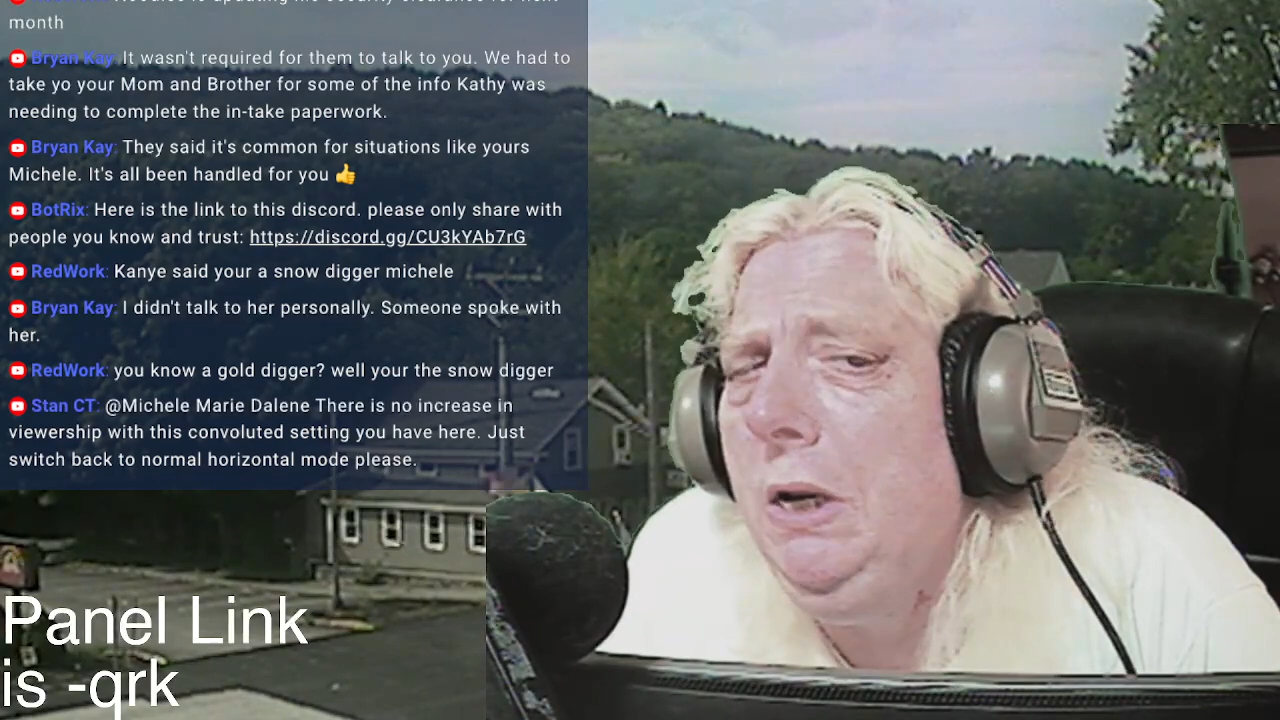 month
Bryan Kay: It wasn't required for them to talk to you. We had to
take yo your Mom and Brother for some of the info Kathy was
needing to complete the in-take paperwork.
Bryan Kay: They said it's common for situations like yours
Michele. It's all been handled for you 👍
BotRix: Here is the link to this discord. please only share with
people you know and trust: https://discord.gg/CU3kYAb7rG
RedWork: Kanye said your a snow digger michele
Bryan Kay: I didn't talk to her personally. Someone spoke with
her.
RedWork: you know a gold digger? well your the snow digger
Stan CT: @Michele Marie Dalene There is no increase in
viewership with this convoluted setting you have here. Just
switch back to normal horizontal mode please.
Panel Link
is -qrk